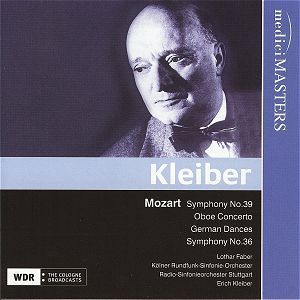 medici MASTERS
Kleiber
Mozart Symphony No.39
Oboe Concerto
German Dances
Symphony No.36
Lothar Faber
Kölner Rundfunk-Sinfonie-Orchester
Radio-Sinfonieorchester Stuttgart
Erich Kleiber
WDR THE COLOGNE
BROADCASTS